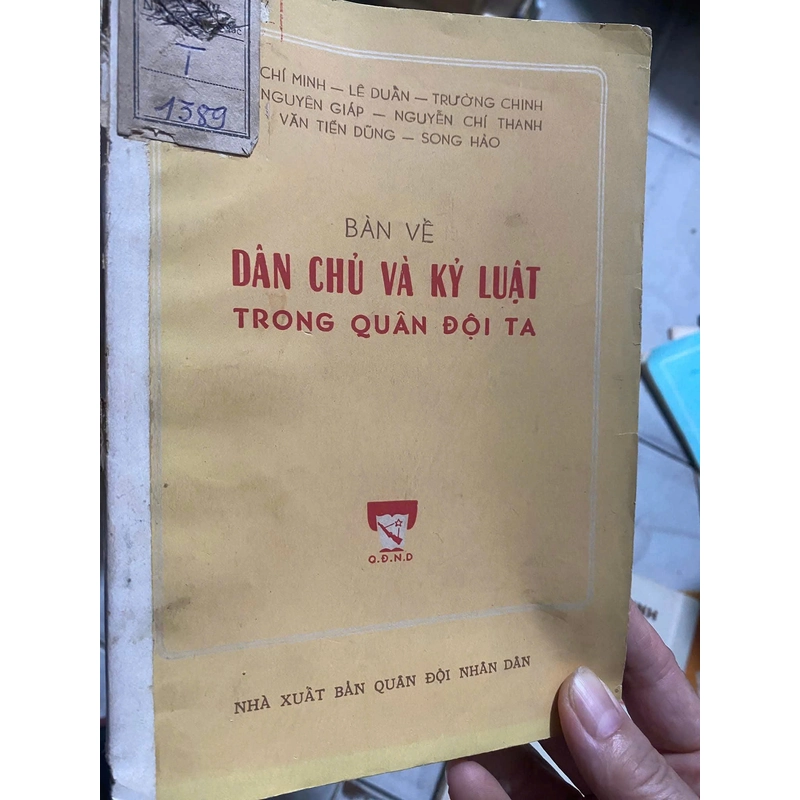 T
1389
CHÍ MINH — LÊ DUẨN — TRƯỜNG CHINH
NGUYÊN GIÁP — NGUYỄN CHÍ THANH
VĂN TIẾN DŨNG — SONG HÀO
BÀN VỀ
DÂN CHỦ VÀ KỶ LUẬT
TRONG QUÂN ĐỘI TA
Q.Đ.N.D
NHÀ XUẤT BẢN QUÂN ĐỘI NHÂN DÂN